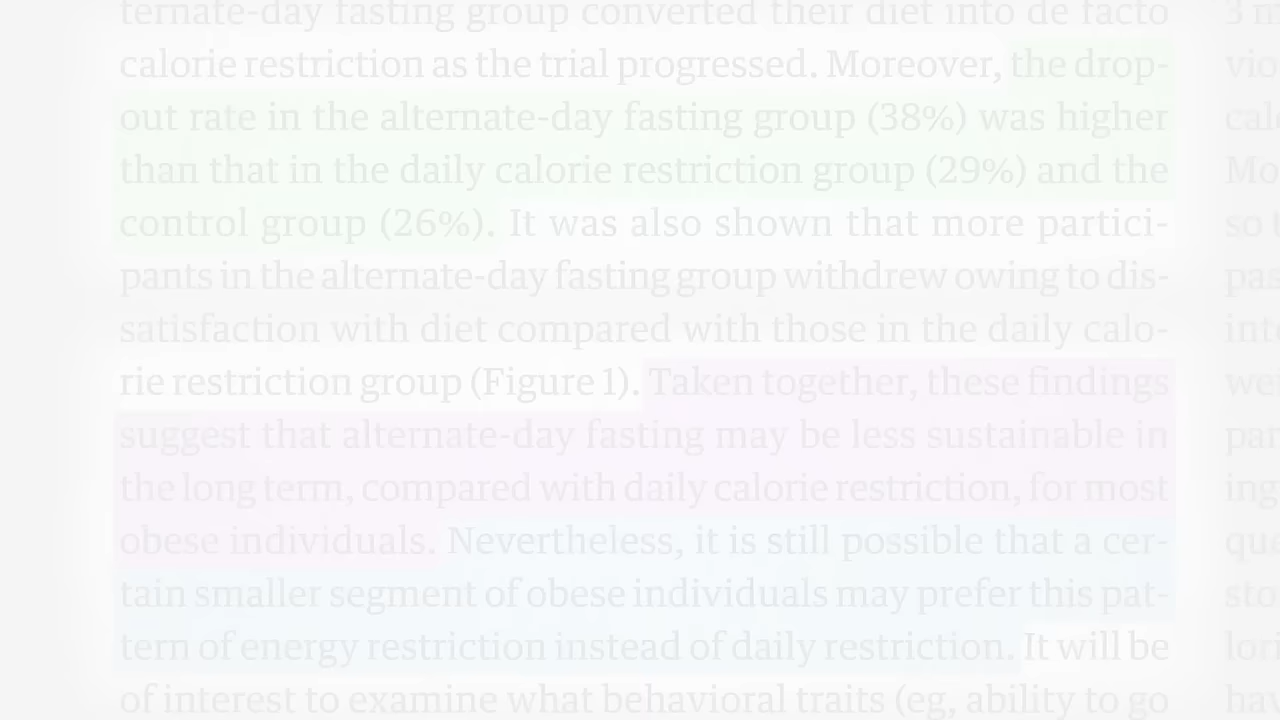 ternate-day fasting group converted their diet into de facto
calorie restriction as the trial progressed. Moreover, the drop-
out rate in the alternate-day fasting group (38%) was higher
than that in the daily calorie restriction group (29%) and the
control group (26%). It was also shown that more partici-
pants in the alternate-day fasting group withdrew owing to dis-
satisfaction with diet compared with those in the daily calo-
rie restriction group (Figure 1). Taken together, these findings
suggest that alternate-day fasting may be less sustainable in
the long term, compared with daily calorie restriction, for most
obese individuals. Nevertheless, it is still possible that a cer-
tain smaller segment of obese individuals may prefer this pat-
tern of energy restriction instead of daily restriction. It will be
of interest to examine what behavioral traits (eg, ability to go